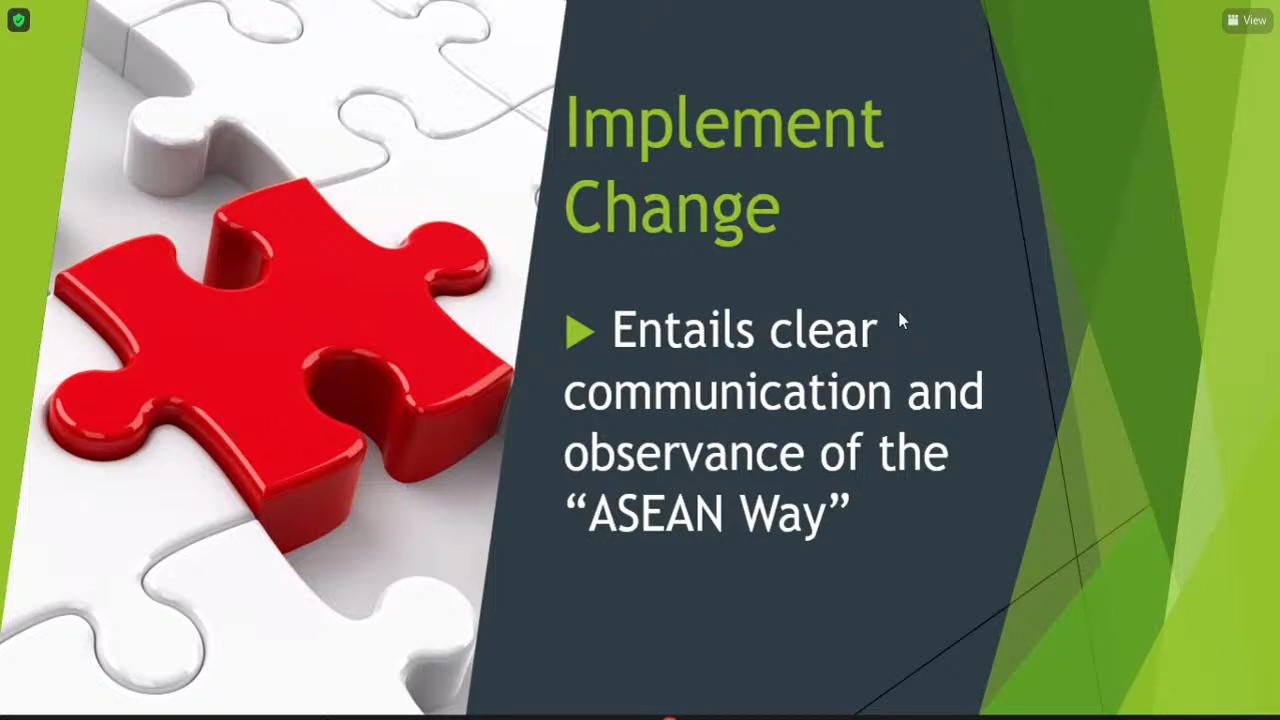 View
Implement
Change
Entails clear
communication and
observance of the
“ASEAN Way”